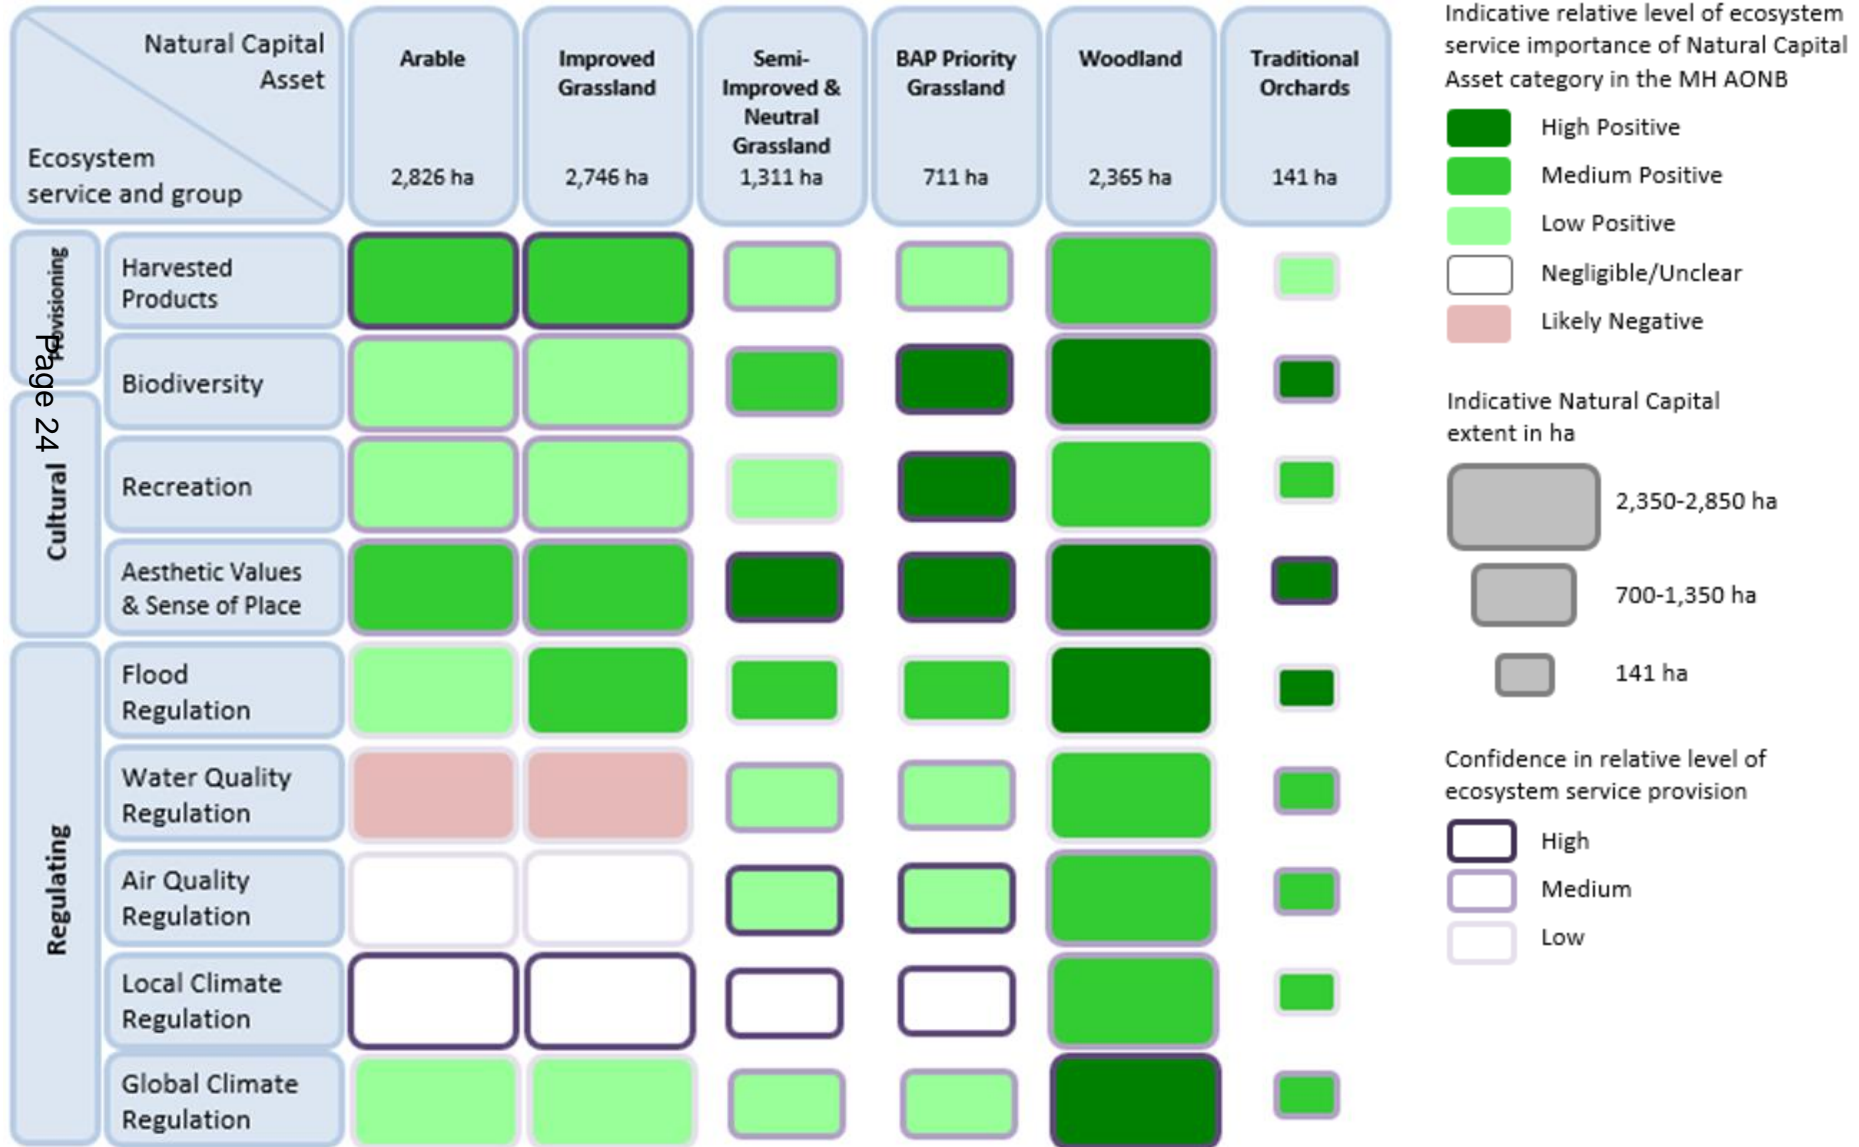 Natural Capital
Asset
Ecosystem
service and group
Arable
2,826 ha
Improved
Grassland
2,746 ha
Semi-
Improved &
Neutral
Grassland
1,311 ha
BAP Priority
Grassland
711 ha
Woodland
2,365 ha
Traditional
Orchards
141 ha
Provisioning
Harvested
Products
Biodiversity
Page 24
Cultural
Recreation
Aesthetic Values
& Sense of Place
Regulating
Flood
Regulation
Water Quality
Regulation
Air Quality
Regulation
Local Climate
Regulation
Global Climate
Regulation
Indicative relative level of ecosystem
service importance of Natural Capital
Asset category in the MH AONB
High Positive
Medium Positive
Low Positive
Negligible/Unclear
Likely Negative
Indicative Natural Capital
extent in ha
2,350-2,850 ha
700-1,350 ha
141 ha
Confidence in relative level of
ecosystem service provision
High
Medium
Low